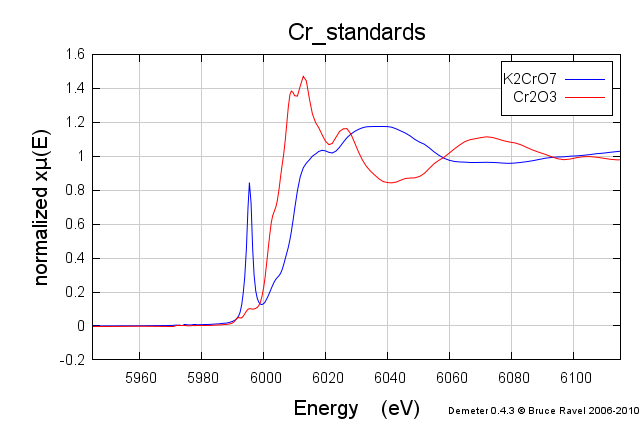 Cr_standards
1.6
K2CrO7
1.4
Cr2O3
1.2
1
0.8
0.6
0.4
0.2
0
-0.2
normalized xμ(E)
5960 5980 6000 6020 6040 6060 6080 6100
Energy (eV)
Demeter 0.4.3 © Bruce Ravel 2006-2010